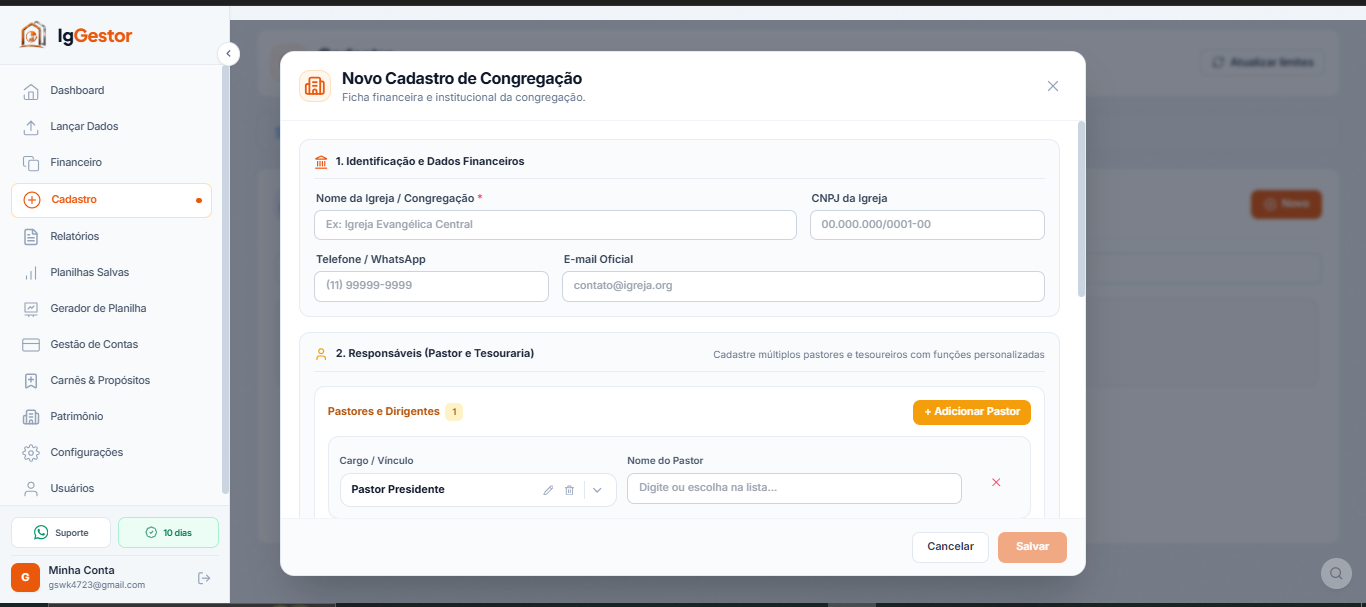 IgGestor
Dashboard
Lançar Dados
Financeiro
Cadastro
Relatórios
Planilhas Salvas
Gerador de Planilha
Gestão de Contas
Carnês & Propósitos
Patrimônio
Configurações
Usuários
Suporte
10 dias
G
Minha Conta
gswk4723@gmail.com
Atualizar limites
Novo
Novo Cadastro de Congregação
Ficha financeira e institucional da congregação.
1. Identificação e Dados Financeiros
Nome da Igreja / Congregação *
CNPJ da Igreja
Ex: Igreja Evangélica Central
00.000.000/0001-00
Telefone / WhatsApp
E-mail Oficial
(11) 99999-9999
contato@igreja.org
2. Responsáveis (Pastor e Tesouraria)
Cadastre múltiplos pastores e tesoureiros com funções personalizadas
Pastores e Dirigentes 1
+ Adicionar Pastor
Cargo / Vínculo
Nome do Pastor
Pastor Presidente
Digite ou escolha na lista...
Cancelar
Salvar